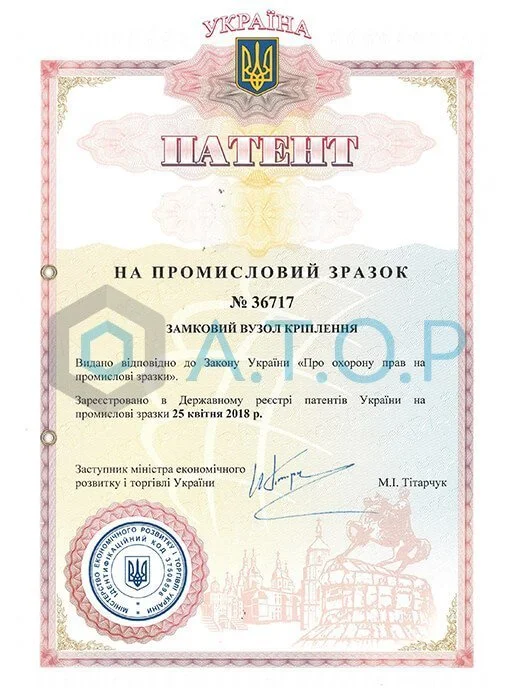 УКРАЇНА
ПАТЕНТ
НА ПРОМИСЛОВИЙ ЗРАЗОК
№ 36717
ЗАМКОВИЙ ВУЗОЛ КРІПЛЕННЯ
А.Т.О.Р
Видано відповідно до Закону України «Про охорону прав на
промислові зразки».
Зареєстровано в Державному реєстрі патентів України на
промислові зразки 25 квітня 2018 р.
Заступник міністра економічного
розвитку і торгівлі України
М.І. Тітарчук
МІНІСТЕРСТВО ЕКОНОМІЧНОГО РОЗВИТКУ І ТОРГІВЛІ УКРАЇНИ
ІДЕНТИФІКАЦІЙНИЙ КОД 37508596